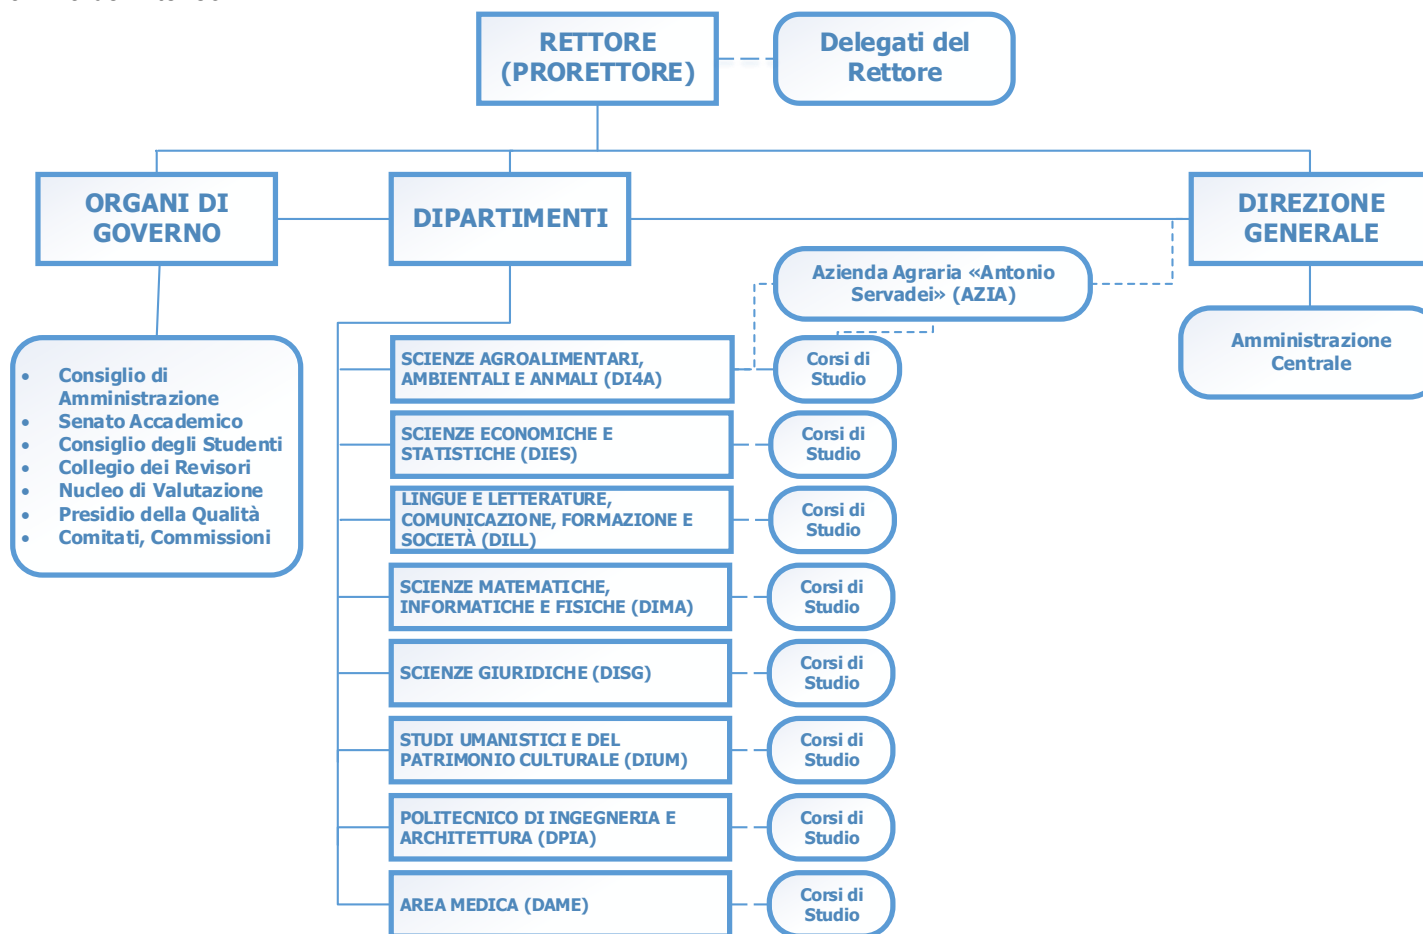 RETTORE
(PRORETTORE)
Delegati del
Rettore
ORGANI DI
GOVERNO
DIPARTIMENTI
DIREZIONE
GENERALE
Azienda Agraria «Antonio
Servadei» (AZIA)
Amministrazione
Centrale
• Consiglio di
Amministrazione
• Senato Accademico
• Consiglio degli Studenti
• Collegio dei Revisori
• Nucleo di Valutazione
• Presidio della Qualità
• Comitati, Commissioni
SCIENZE AGROALIMENTARI,
AMBIENTALI E ANMALI (DI4A)
Corsi di
Studio
SCIENZE ECONOMICHE E
STATISTICHE (DIES)
Corsi di
Studio
LINGUE E LETTERATURE,
COMUNICAZIONE, FORMAZIONE E
SOCIETÀ (DILL)
Corsi di
Studio
SCIENZE MATEMATICHE,
INFORMATICHE E FISICHE (DIMA)
Corsi di
Studio
SCIENZE GIURIDICHE (DISG)
Corsi di
Studio
STUDI UMANISTICI E DEL
PATRIMONIO CULTURALE (DIUM)
Corsi di
Studio
POLITECNICO DI INGEGNERIA E
ARCHITETTURA (DPIA)
Corsi di
Studio
AREA MEDICA (DAME)
Corsi di
Studio